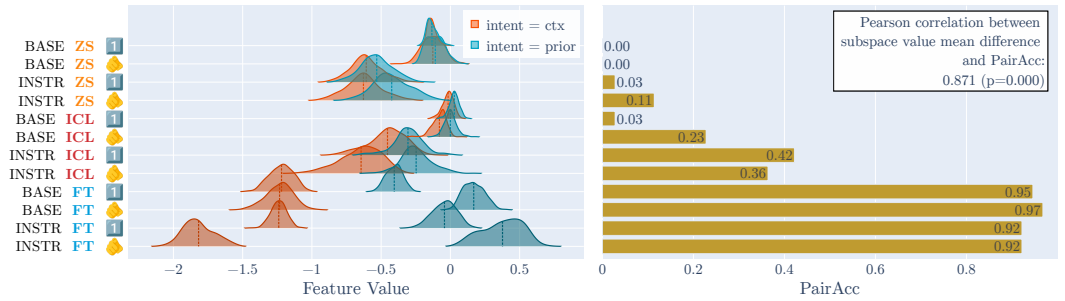 intent = ctx
intent = prior
BASE ZS 1
BASE ZS
INSTR ZS 1
INSTR ZS
BASE ICL 1
BASE ICL
INSTR ICL 1
INSTR ICL
BASE FT 1
BASE FT
INSTR FT 1
INSTR FT
−2 −1.5 −1 −0.5 0 0.5
Feature Value
Pearson correlation between
subspace value mean difference
and PairAcc:
0.871 (p=0.000)
0.00
0.00
0.03
0.11
0.03
0.23
0.42
0.36
0.95
0.97
0.92
0.92
0 0.2 0.4 0.6 0.8
PairAcc